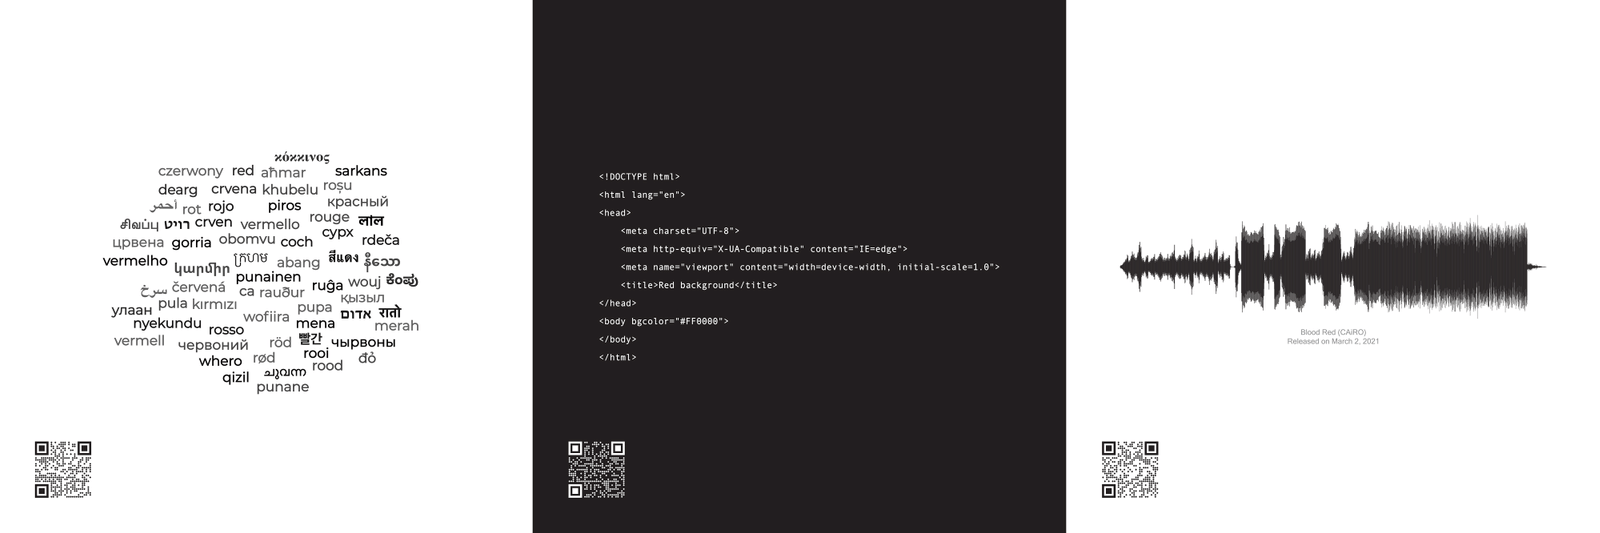 κόκκινος
czerwony red aħmar sarkans
dearg crvena khubelu roșu
أحمر rot rojo piros красный
சிவப்பு רויט crven vermello rouge लाल
црвена gorria obomvu coch сурх rdeča
vermelho կարմիր ក្រហម abang สีแดง နီသော
punainen
سرخ červená ca rauður ruĝa wouj ಕೆಂಪು
улаан pula kırmızı wofiira pupa қызыл אדום रातो
nyekundu rosso mena merah
vermell червоний röd 빨간 чырвоны
whero rød rooi rood đỏ
qizil ചുവന്ന
punane
<!DOCTYPE html>
<html lang="en">
<head>
<meta charset="UTF-8">
<meta http-equiv="X-UA-Compatible" content="IE=edge">
<meta name="viewport" content="width=device-width, initial-scale=1.0">
<title>Red background</title>
</head>
<body bgcolor="#FF0000">
</body>
</html>
Blood Red (CAiRO)
Released on March 2, 2021